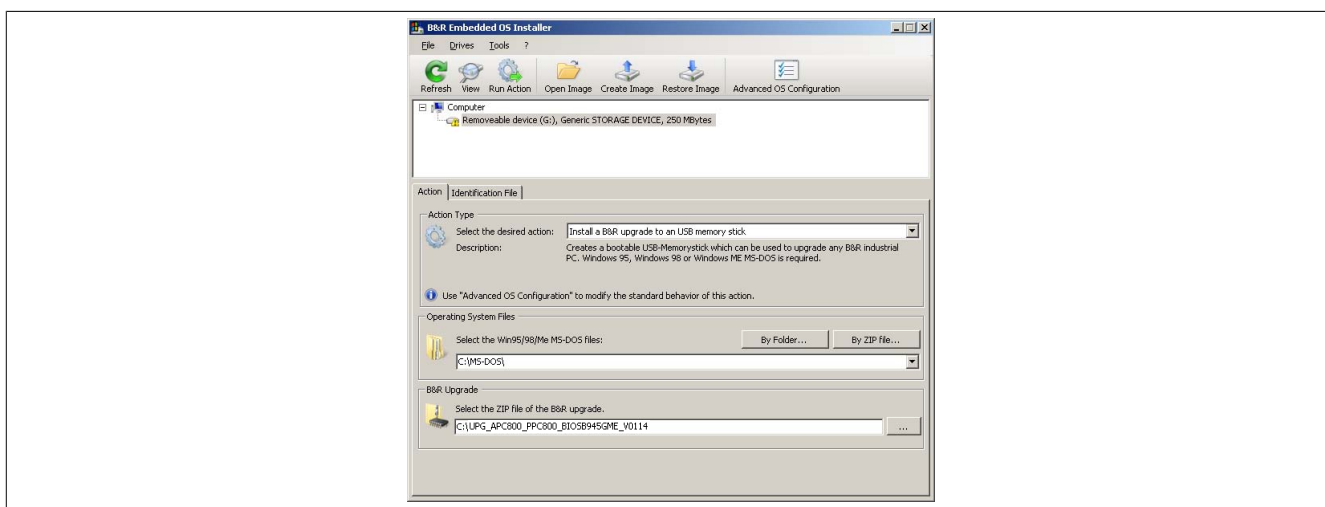 B&R Embedded OS Installer
File Drives Tools ?
Refresh View Run Action Open Image Create Image Restore Image Advanced OS Configuration
Computer
Removeable device (G:), Generic STORAGE DEVICE, 250 MBytes
Action Identification File
Action Type
Select the desired action: Install a B&R upgrade to an USB memory stick
Description: Creates a bootable USB-Memorystick which can be used to upgrade any B&R industrial
PC. Windows 95, Windows 98 or Windows ME MS-DOS is required.
Use "Advanced OS Configuration" to modify the standard behavior of this action.
Operating System Files
Select the Win95/98/Me MS-DOS files: By Folder... By ZIP file...
C:\MS-DOS\
B&R Upgrade
Select the ZIP file of the B&R upgrade.
C:\UPG_APC800_PPC800_BIOSB945GME_V0114 ...